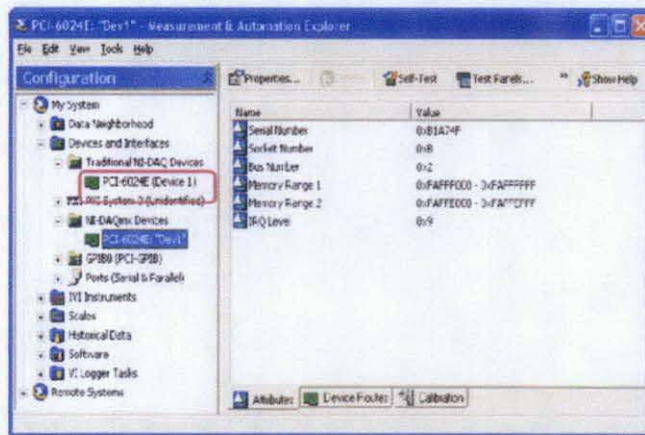 PCI-6024E: "Dev1" - Measurement & Automation Explorer
File Edit View Tools Help
Configuration
Properties... Self-Test Test Panels... » Show Help
My System
Data Neighborhood
Devices and Interfaces
Traditional NI-DAQ Devices
PCI-6024E (Device 1)
PXI System 0 (Unidentified)
NI-DAQmx Devices
PCI-6024E: "Dev1"
GPIB0 (PCI-GPIB)
Ports (Serial & Parallel)
IVI Instruments
Scales
Historical Data
Software
VI Logger Tasks
Remote Systems
Name Value
Serial Number 0xB1A74F
Socket Number 0xB
Bus Number 0x2
Memory Range 1 0xFAFFF000 - 0xFAFFFFFF
Memory Range 2 0xFAFFE000 - 0xFAFFEFFF
IRQ Level 0x9
Attributes Device Routes Calibration